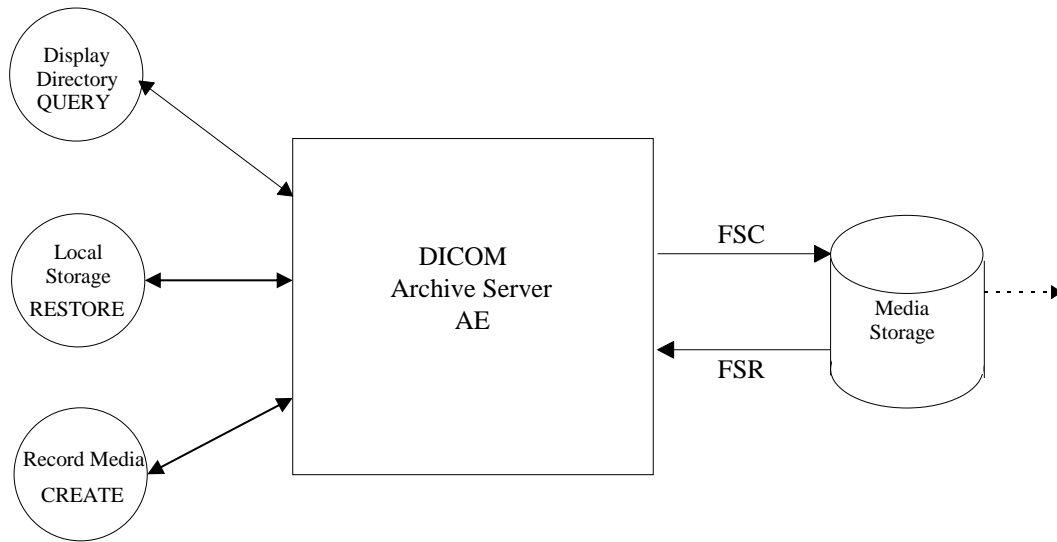 Display
Directory
QUERY
Local
Storage
RESTORE
Record Media
CREATE
DICOM
Archive Server
AE
FSC
FSR
Media
Storage